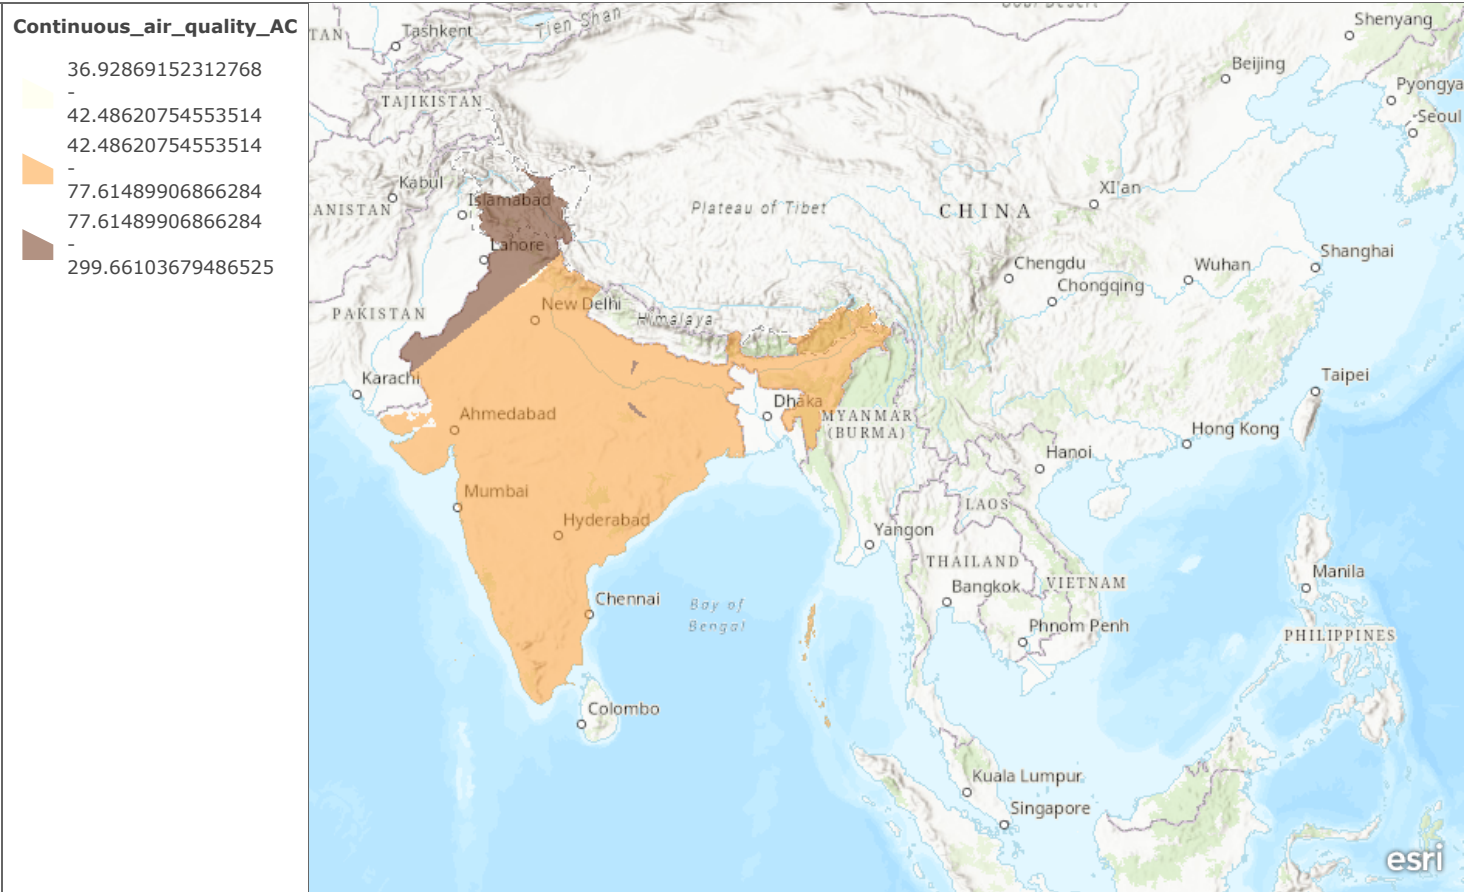 Continuous_air_quality_AC
36.92869152312768
-
42.48620754553514
42.48620754553514
-
77.61489906866284
77.61489906866284
-
299.66103679486525
TAN
Tashkent
Tien Shan
Shenyang
Beijing
Pyongya
Seoul
TAJIKISTAN
Kabul
Islamabad
ANISTAN
Lahore
Plateau of Tibet
CHINA
XI'an
Shanghai
Chengdu
Wuhan
Chongqing
PAKISTAN
New Delhi
Himalaya
Karachi
Taipei
Ahmedabad
Dhaka
MYANMAR
(BURMA)
Hong Kong
Hanoi
Mumbai
Hyderabad
LAOS
Yangon
THAILAND
Bangkok
VIETNAM
Manila
Chennai
Bay of
Bengal
Phnom Penh
PHILIPPINES
Colombo
Kuala Lumpur
Singapore
esri